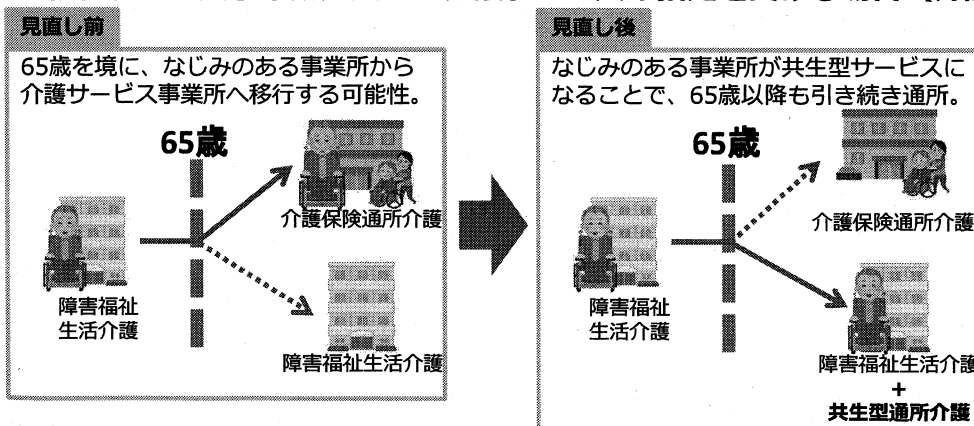 見直し前
65歳を境に、なじみのある事業所から
介護サービス事業所へ移行する可能性。
65歳
介護保険通所介護
障害福祉
生活介護
障害福祉生活介護
見直し後
なじみのある事業所が共生型サービスに
なることで、65歳以降も引き続き通所。
65歳
介護保険通所介護
障害福祉
生活介護
障害福祉生活介護
+
共生型通所介護